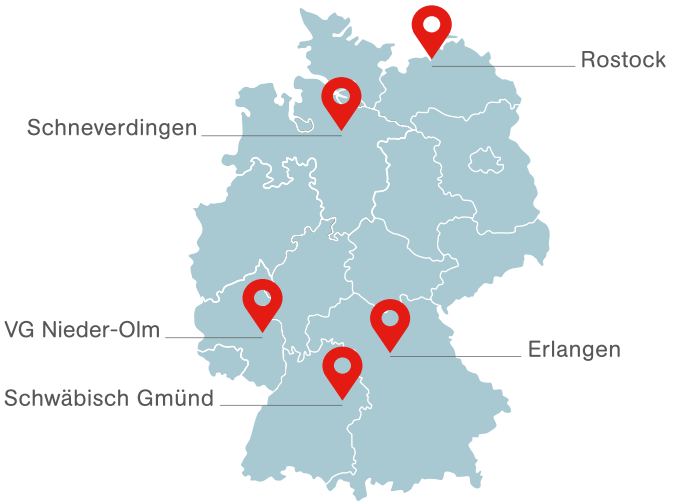 Rostock
Schneverdingen
VG Nieder-Olm
Erlangen
Schwäbisch Gmünd